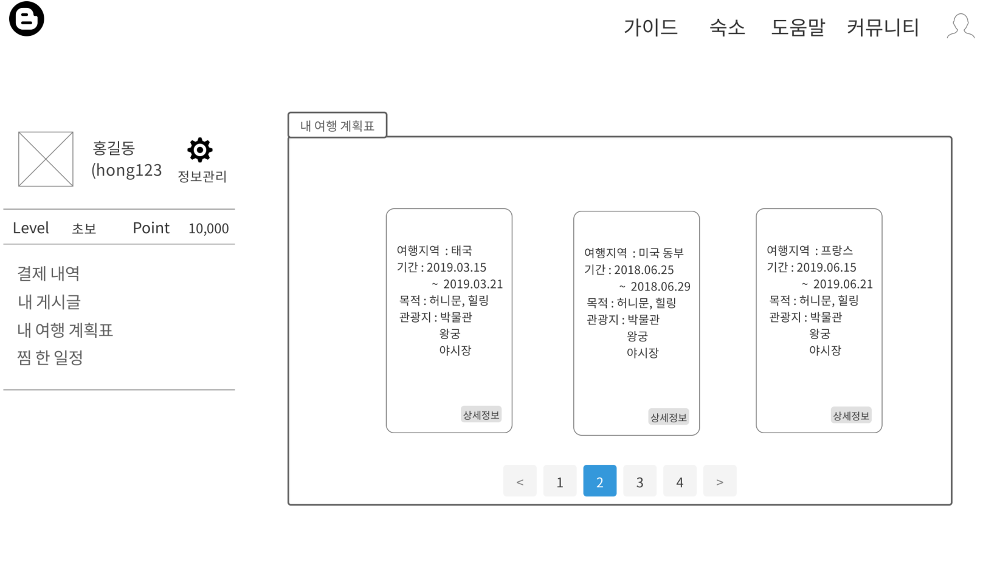 가이드 숙소 도움말 커뮤니티
홍길동
(hong123
정보관리
Level 초보 Point 10,000
결제 내역
내 게시글
내 여행 계획표
찜 한 일정
내 여행 계획표
여행지역 : 태국
기간 : 2019.03.15
~ 2019.03.21
목적 : 허니문, 힐링
관광지 : 박물관
왕궁
야시장
상세정보
여행지역 : 미국 동부
기간 : 2018.06.25
~ 2018.06.29
목적 : 허니문, 힐링
관광지 : 박물관
왕궁
야시장
상세정보
여행지역 : 프랑스
기간 : 2019.06.15
~ 2019.06.21
목적 : 허니문, 힐링
관광지 : 박물관
왕궁
야시장
상세정보
< 1 2 3 4 >